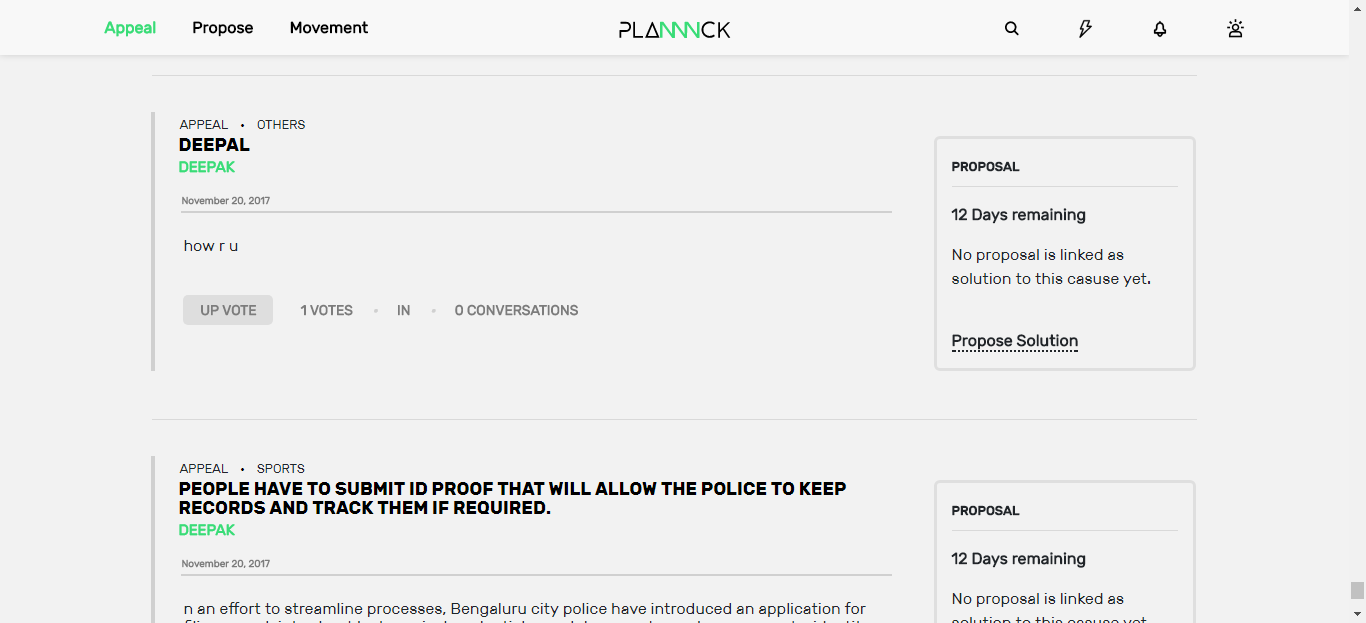 Appeal Propose Movement PLANNNCK
APPEAL • OTHERS
DEEPAL
DEEPAK
November 20, 2017
how r u
UP VOTE 1 VOTES • IN • 0 CONVERSATIONS
PROPOSAL
12 Days remaining
No proposal is linked as
solution to this casuse yet.
Propose Solution
APPEAL • SPORTS
PEOPLE HAVE TO SUBMIT ID PROOF THAT WILL ALLOW THE POLICE TO KEEP
RECORDS AND TRACK THEM IF REQUIRED.
DEEPAK
November 20, 2017
n an effort to streamline processes, Bengaluru city police have introduced an application for
PROPOSAL
12 Days remaining
No proposal is linked as
solution to this casuse yet